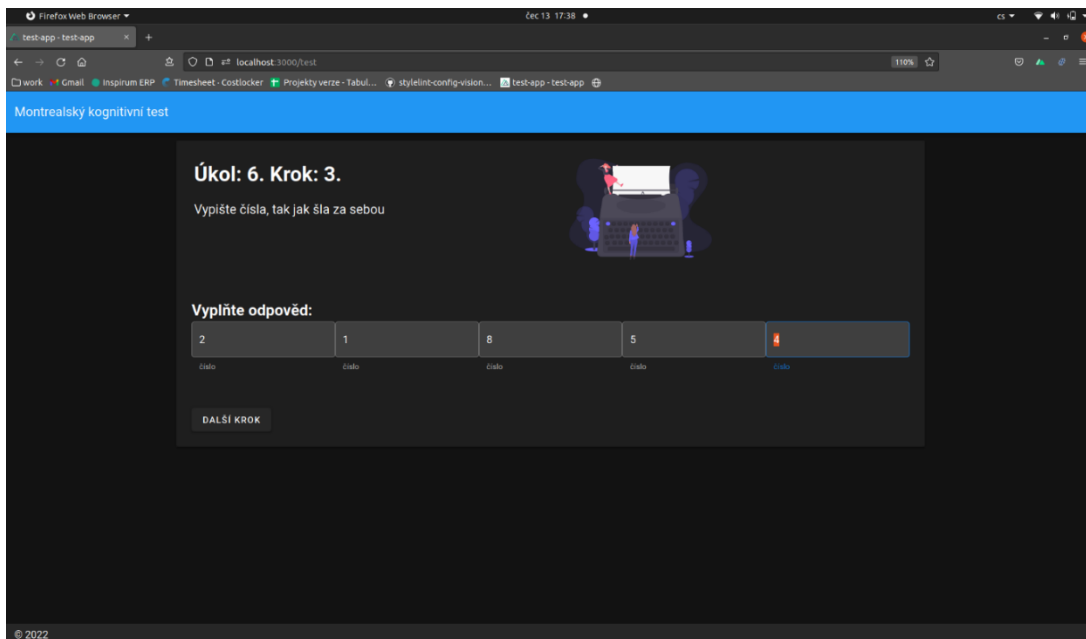 Firefox Web Browser
čec 13 17:38
cs
test-app - test-app
localhost:3000/test
110%
work Gmail Inspirum ERP Timesheet - Costlocker Projekty verze - Tabul... stylelint-config-vision... test-app - test-app
Montrealský kognitivní test
Úkol: 6. Krok: 3.
Vypište čísla, tak jak šla za sebou
Vyplňte odpověd:
2 1 8 5 4
číslo číslo číslo číslo číslo
DALŠÍ KROK
© 2022